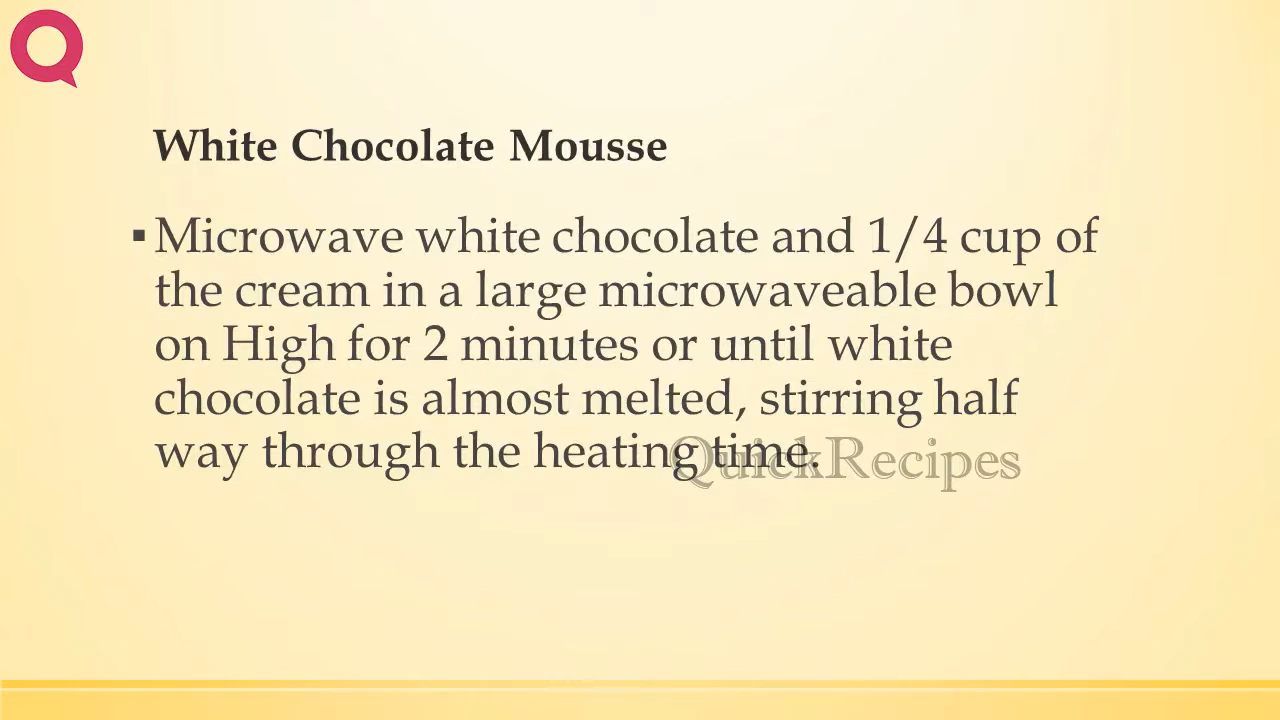 White Chocolate Mousse
▪Microwave white chocolate and 1/4 cup of
the cream in a large microwaveable bowl
on High for 2 minutes or until white
chocolate is almost melted, stirring half
way through the heating time.
QuickRecipes